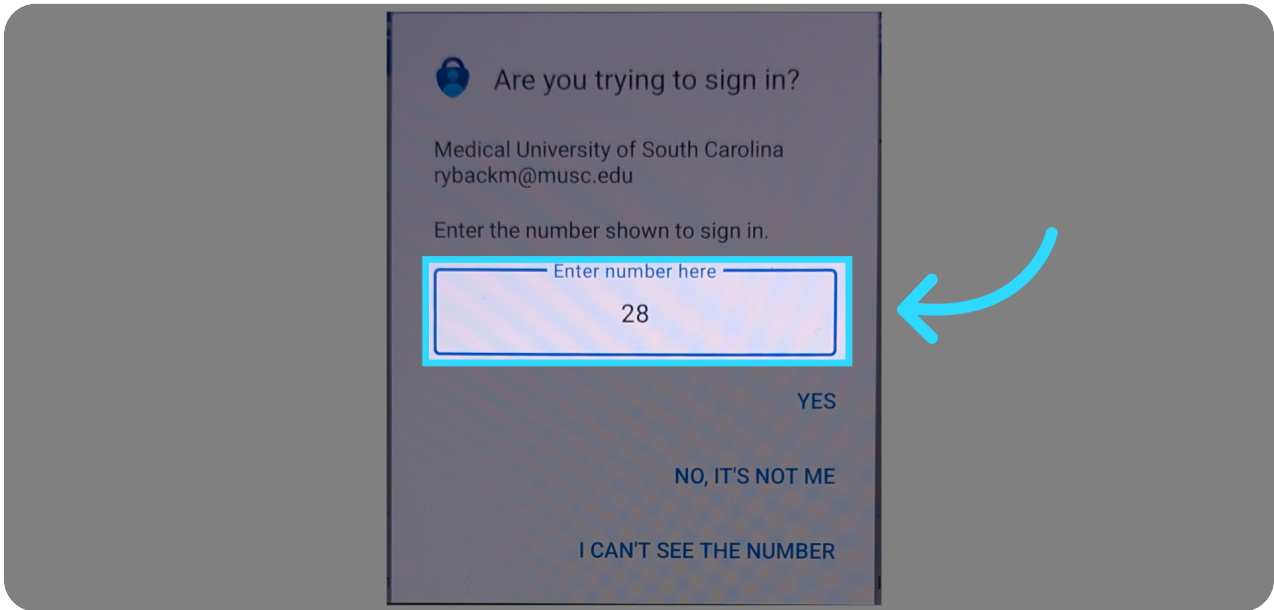 Are you trying to sign in?
Medical University of South Carolina
rybackm@musc.edu
Enter the number shown to sign in.
Enter number here
28
YES
NO, IT'S NOT ME
I CAN'T SEE THE NUMBER